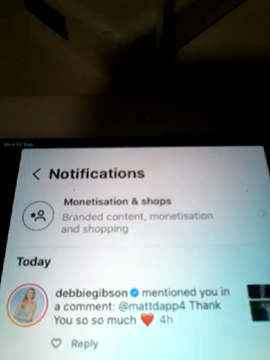 Notifications
Monetisation & shops
Branded content, monetisation
and shopping
Today
debbiegibson mentioned you in
a comment: @mattdapp4 Thank
You so so much ❤️ 4h
Reply